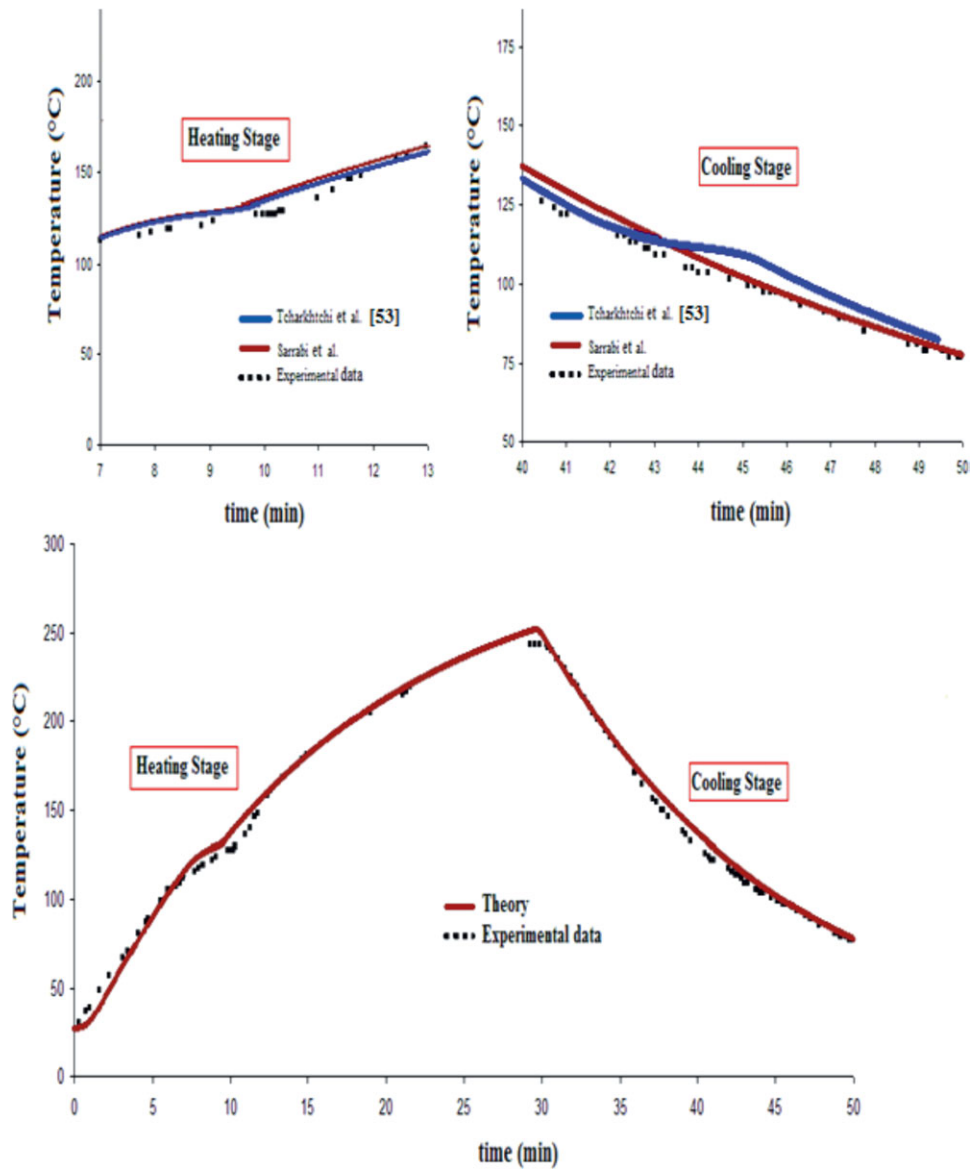 Temperature (°C)
200
150
100
50
0
Heating Stage
Tcharkhtchi et al. [53]
Sarrabi et al.
Experimental data
7 8 9 10 11 12 13
time (min)
Temperature (°C)
175
150
125
100
75
50
Cooling Stage
Tcharkhtchi et al. [53]
Sarrabi et al.
Experimental data
40 41 42 43 44 45 46 47 48 49 50
time (min)
Temperature (°C)
300
250
200
150
100
50
0
Heating Stage
Cooling Stage
Theory
Experimental data
0 5 10 15 20 25 30 35 40 45 50
time (min)